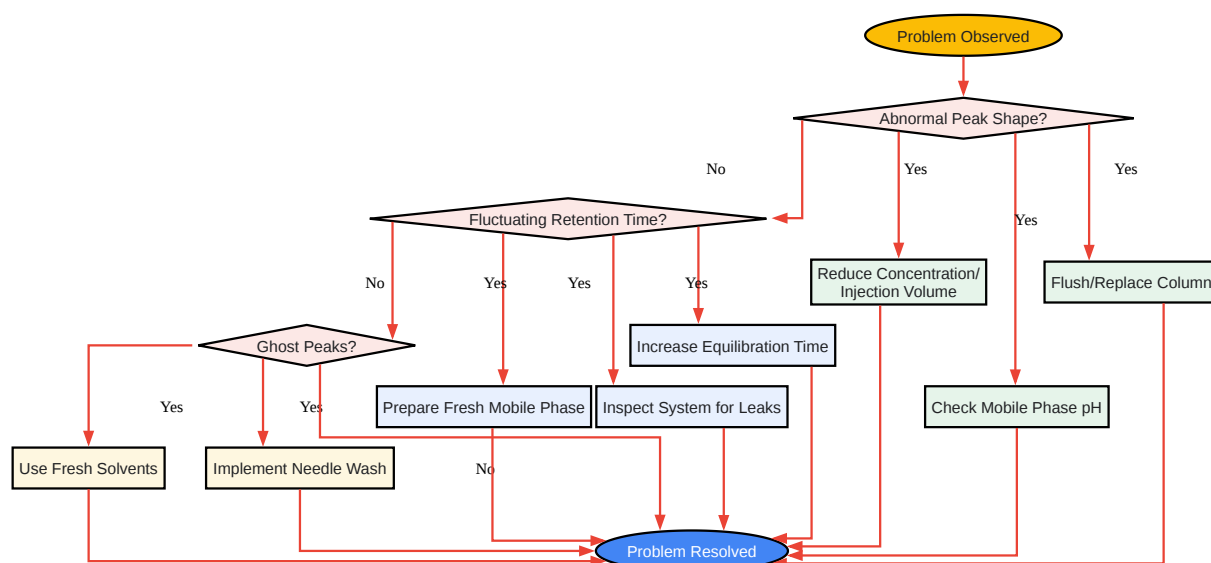 Problem Observed
Abnormal Peak Shape?
No
Yes
Yes
Yes
Fluctuating Retention Time?
Reduce Concentration/
Injection Volume
Flush/Replace Column
No
Yes
Yes
Yes
Increase Equilibration Time
Ghost Peaks?
Prepare Fresh Mobile Phase
Inspect System for Leaks
Check Mobile Phase pH
Yes
Yes
No
Use Fresh Solvents
Implement Needle Wash
Problem Resolved